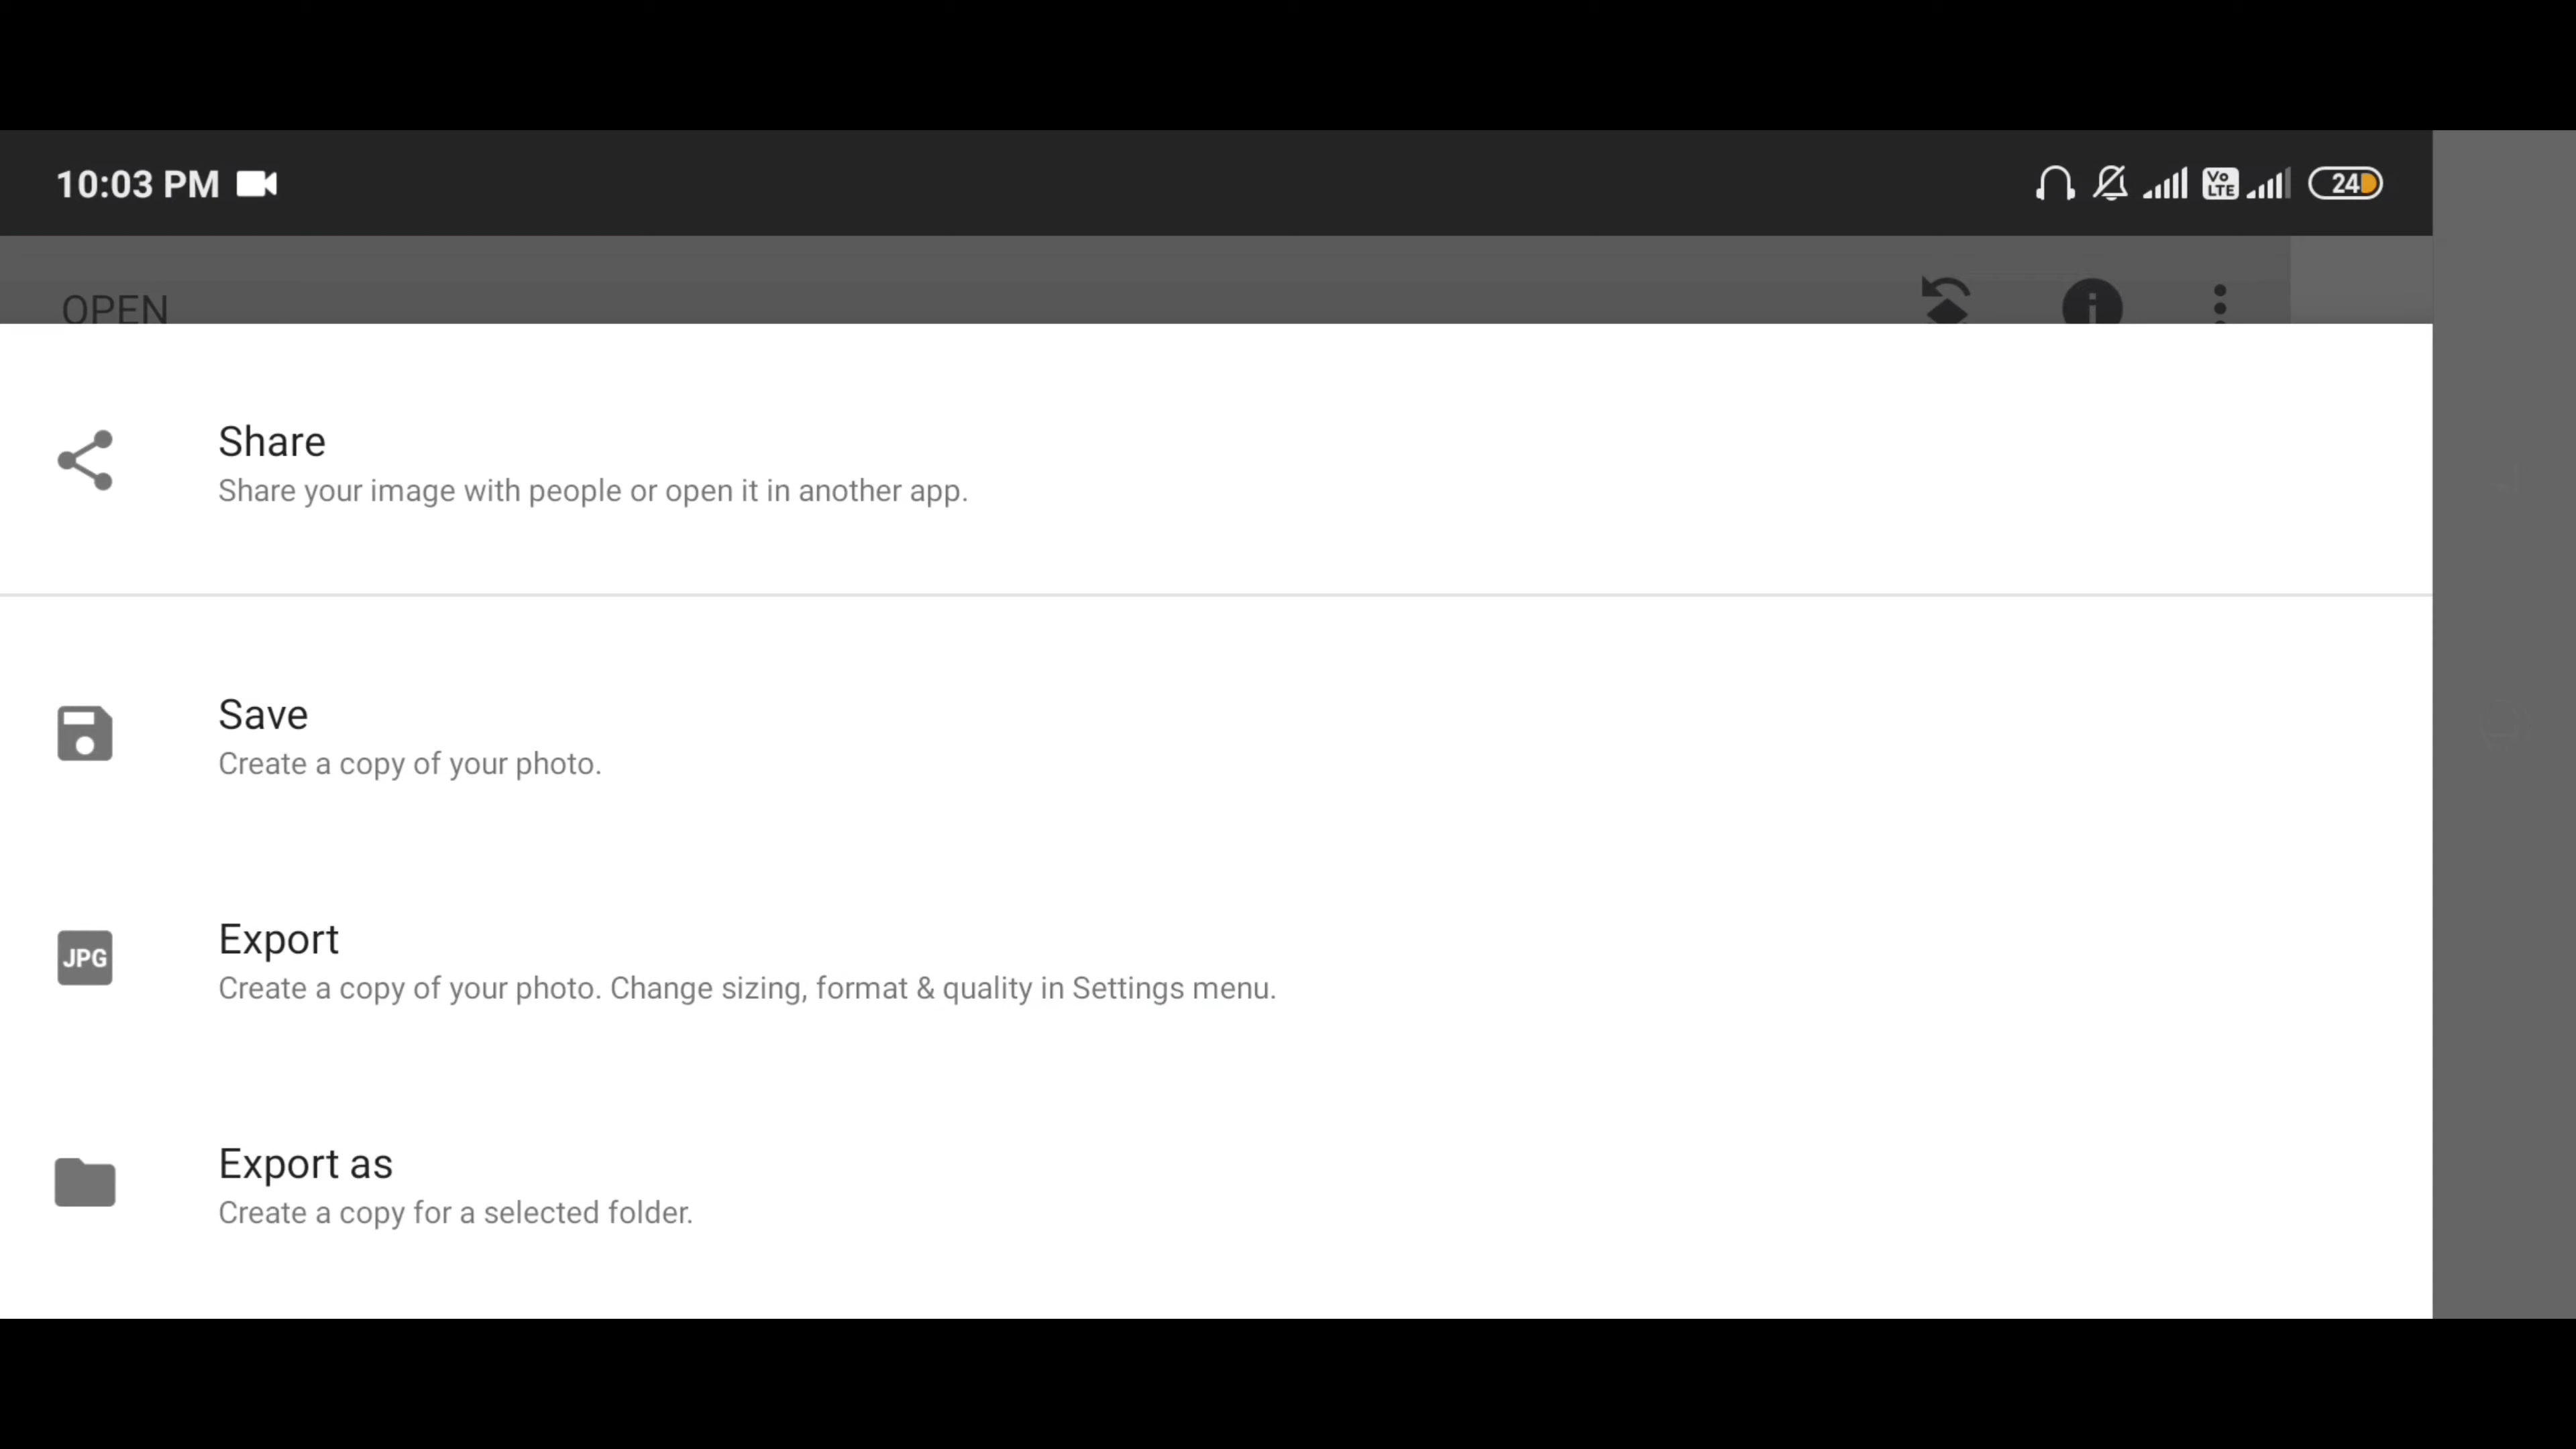 10:03 PM
Vo
LTE
24
OPEN
Share
Share your image with people or open it in another app.
Save
Create a copy of your photo.
JPG
Export
Create a copy of your photo. Change sizing, format & quality in Settings menu.
Export as
Create a copy for a selected folder.